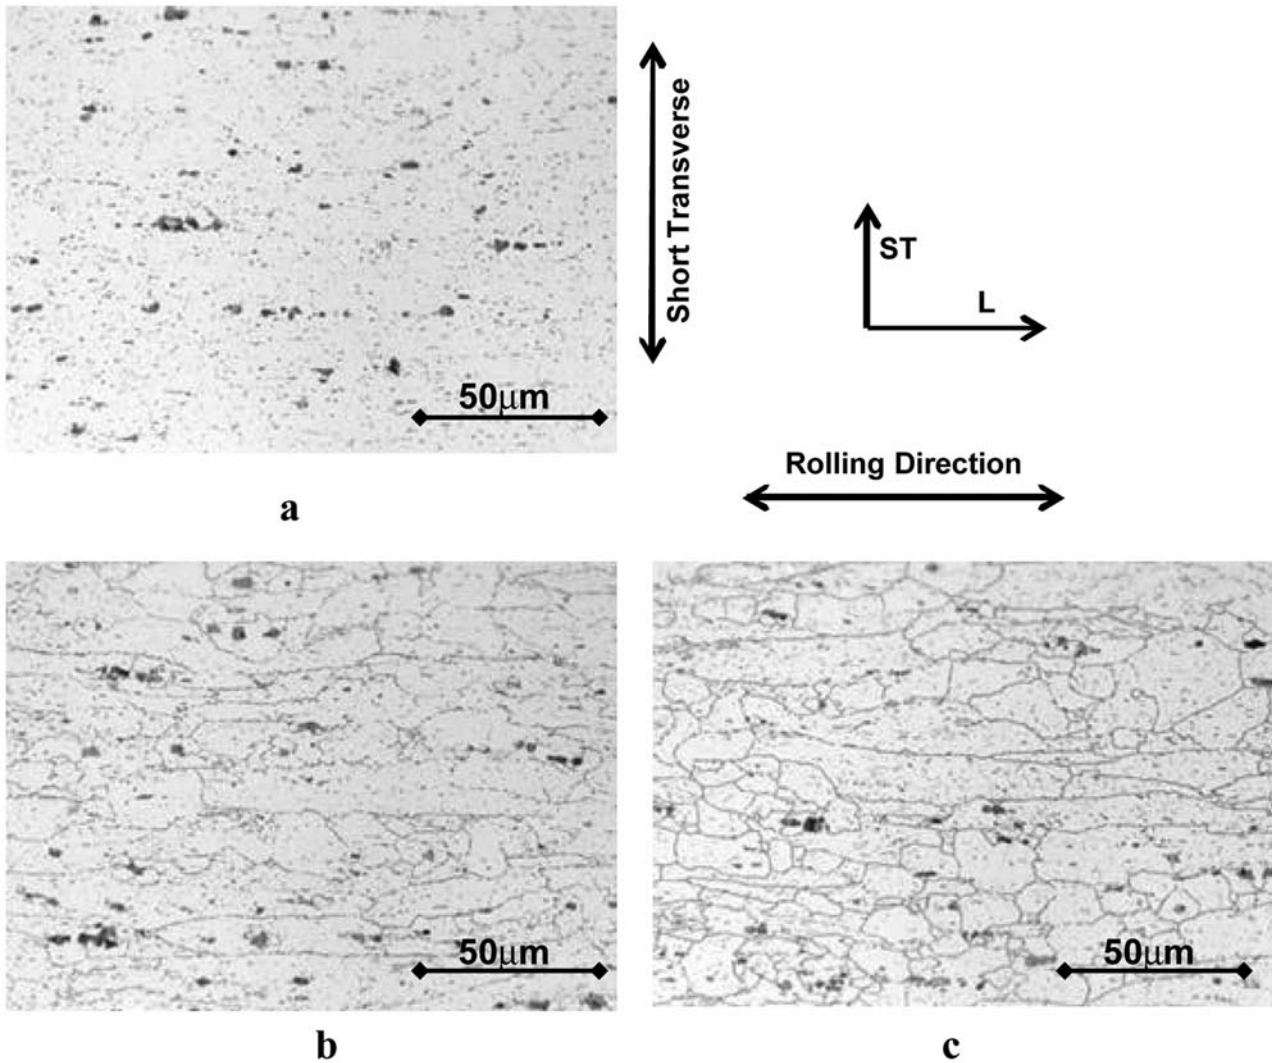 50μm
Short Transverse
ST
L
Rolling Direction
a
50μm
50μm
b
c